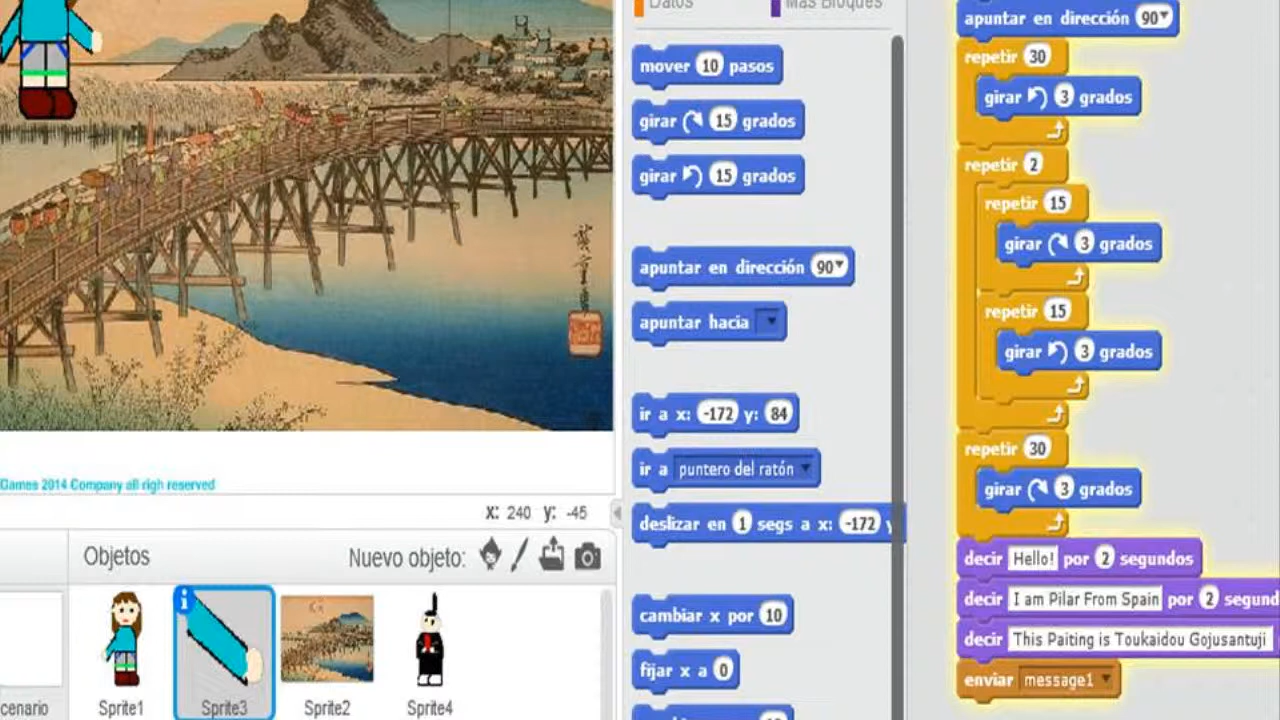 Datos
Más Bloques
mover 10 pasos
girar 15 grados
girar 15 grados
apuntar en dirección 90
apuntar hacia
ir a x: -172 y: 84
ir a puntero del ratón
deslizar en 1 segs a x: -172 y
cambiar x por 10
fijar x a 0
apuntar en dirección 90
repetir 30
girar 3 grados
repetir 2
repetir 15
girar 3 grados
repetir 15
girar 3 grados
repetir 30
girar 3 grados
decir Hello! por 2 segundos
decir I am Pilar From Spain por 2 segund
decir This Paiting is Toukaidou Gojusantuji
enviar message1
Games 2014 Company all righ reserved
x: 240 y: -45
Objetos
Nuevo objeto:
cenario
Sprite1
Sprite3
Sprite2
Sprite4